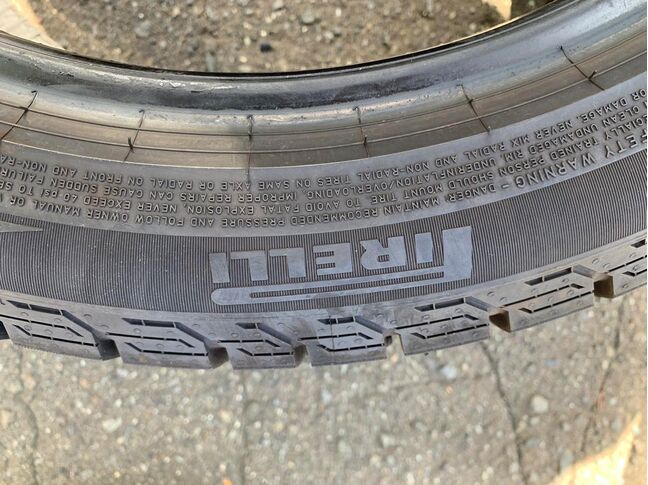 PIRELLI
FETY WARNING - DANGER: MAINTAIN RECOMMENDED PRESSURE AND FOLLOW OWNER MANUAL OR
ECIALLY TRAINED PERSON SHOULD MOUNT TIRE, TO AVOID FATAL EXPLOSION, NEVER EXCEED 40 PSI TO SE
CLEAN UNDAMAGED RIM. UNDERINFLATION/OVERLOADING, IMPROPER REPAIRS CAN CAUSE SUDDEN FAILUR
OR DAMAGE, NEVER MIX RADIAL AND NON-RADIAL TIRES ON SAME AXLE OR RADIAL ON FRONT AND NON-RA